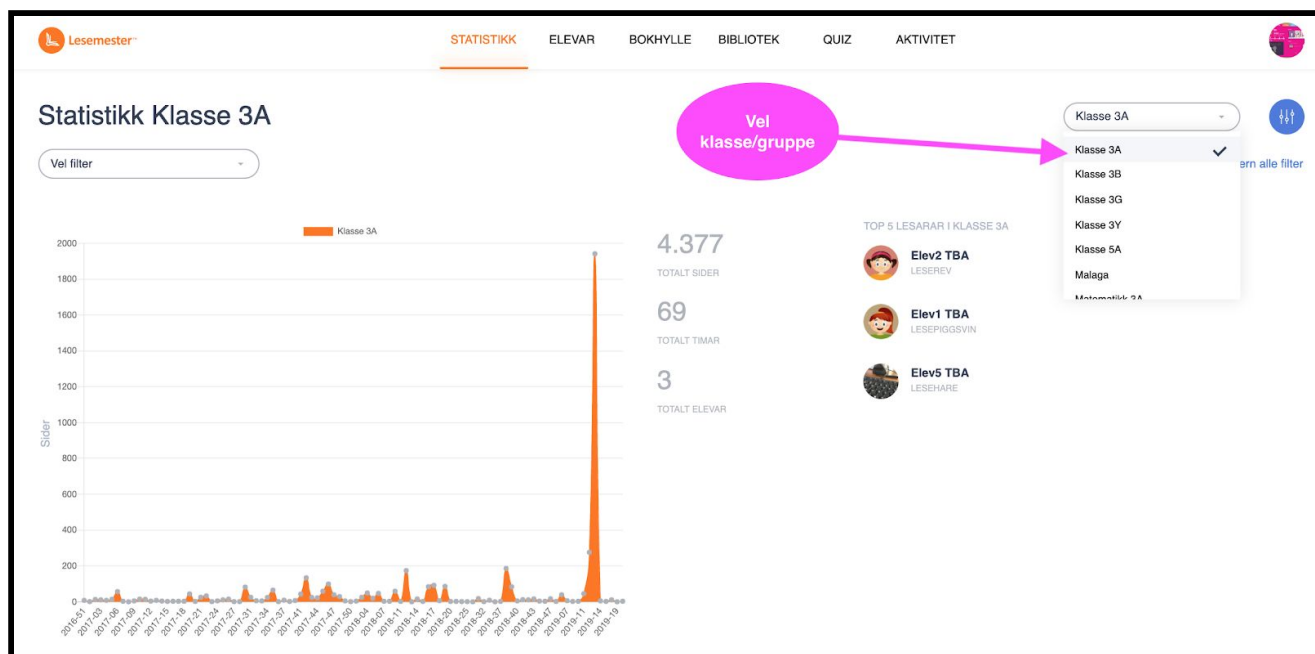 Lesemester™
STATISTIKK ELEVAR BOKHYLLE BIBLIOTEK QUIZ AKTIVITET
Statistikk Klasse 3A
Vel filter
Vel
klasse/gruppe
Klasse 3A
Klasse 3A
Klasse 3B
Klasse 3G
Klasse 3Y
Klasse 5A
Malaga
Matematikk 3A
ern alle filter
Klasse 3A
Sider
2000
1800
1600
1400
1200
1000
800
600
400
200
0
2016-51 2017-03 2017-06 2017-09 2017-12 2017-15 2017-18 2017-21 2017-24 2017-27 2017-31 2017-34 2017-37 2017-41 2017-44 2017-47 2017-50 2018-04 2018-07 2018-11 2018-14 2018-17 2018-20 2018-25 2018-32 2018-37 2018-40 2018-43 2018-47 2019-07 2019-11 2019-14 2019-19
4.377
TOTALT SIDER
69
TOTALT TIMAR
3
TOTALT ELEVAR
TOP 5 LESARAR I KLASSE 3A
Elev2 TBA
LESEREV
Elev1 TBA
LESEPIGGSVIN
Elev5 TBA
LESEHARE